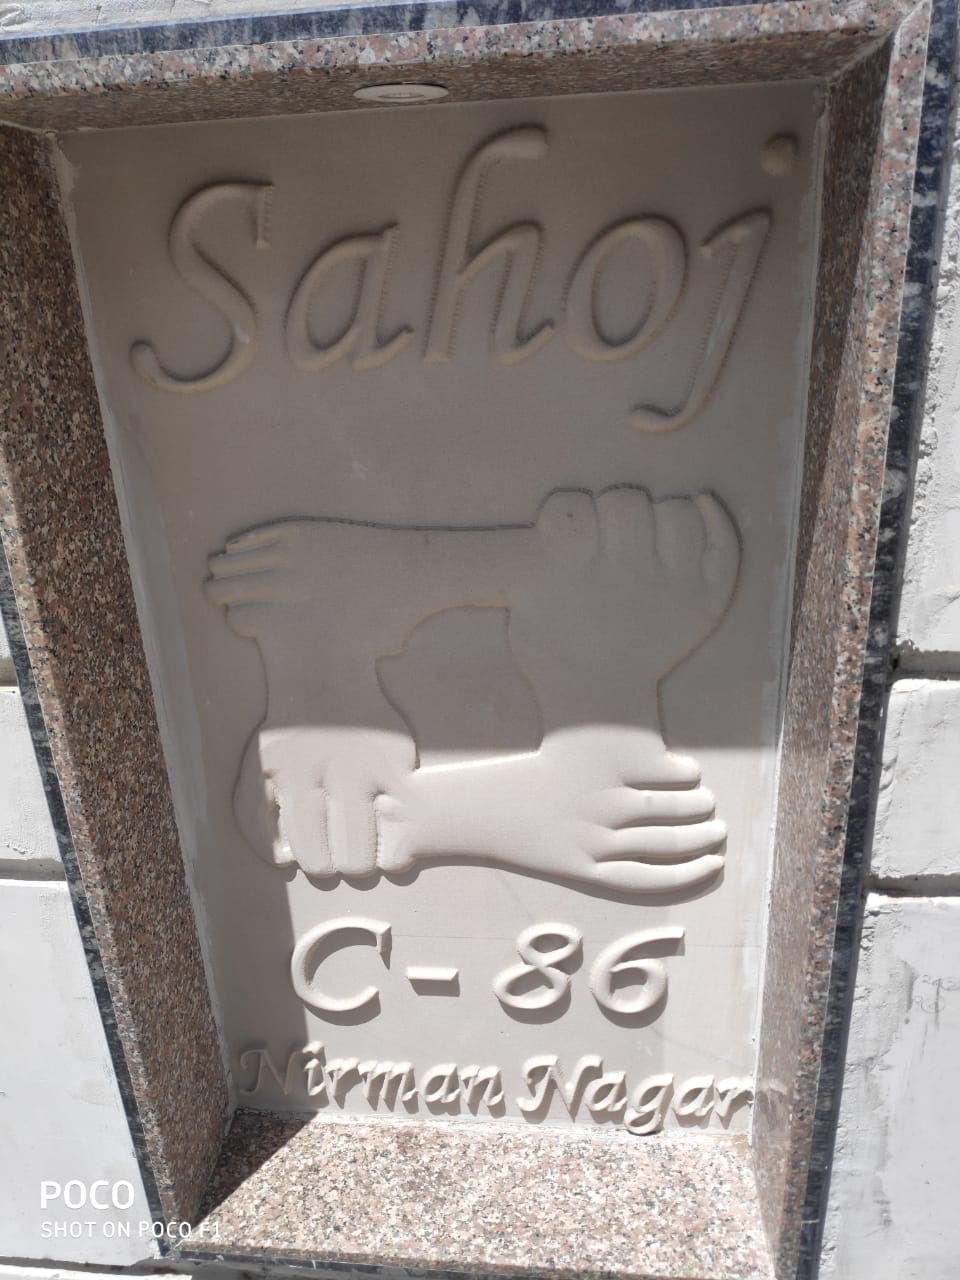 Sahoj
C - 86
Nirman Nagar
POCO
SHOT ON POCO F1